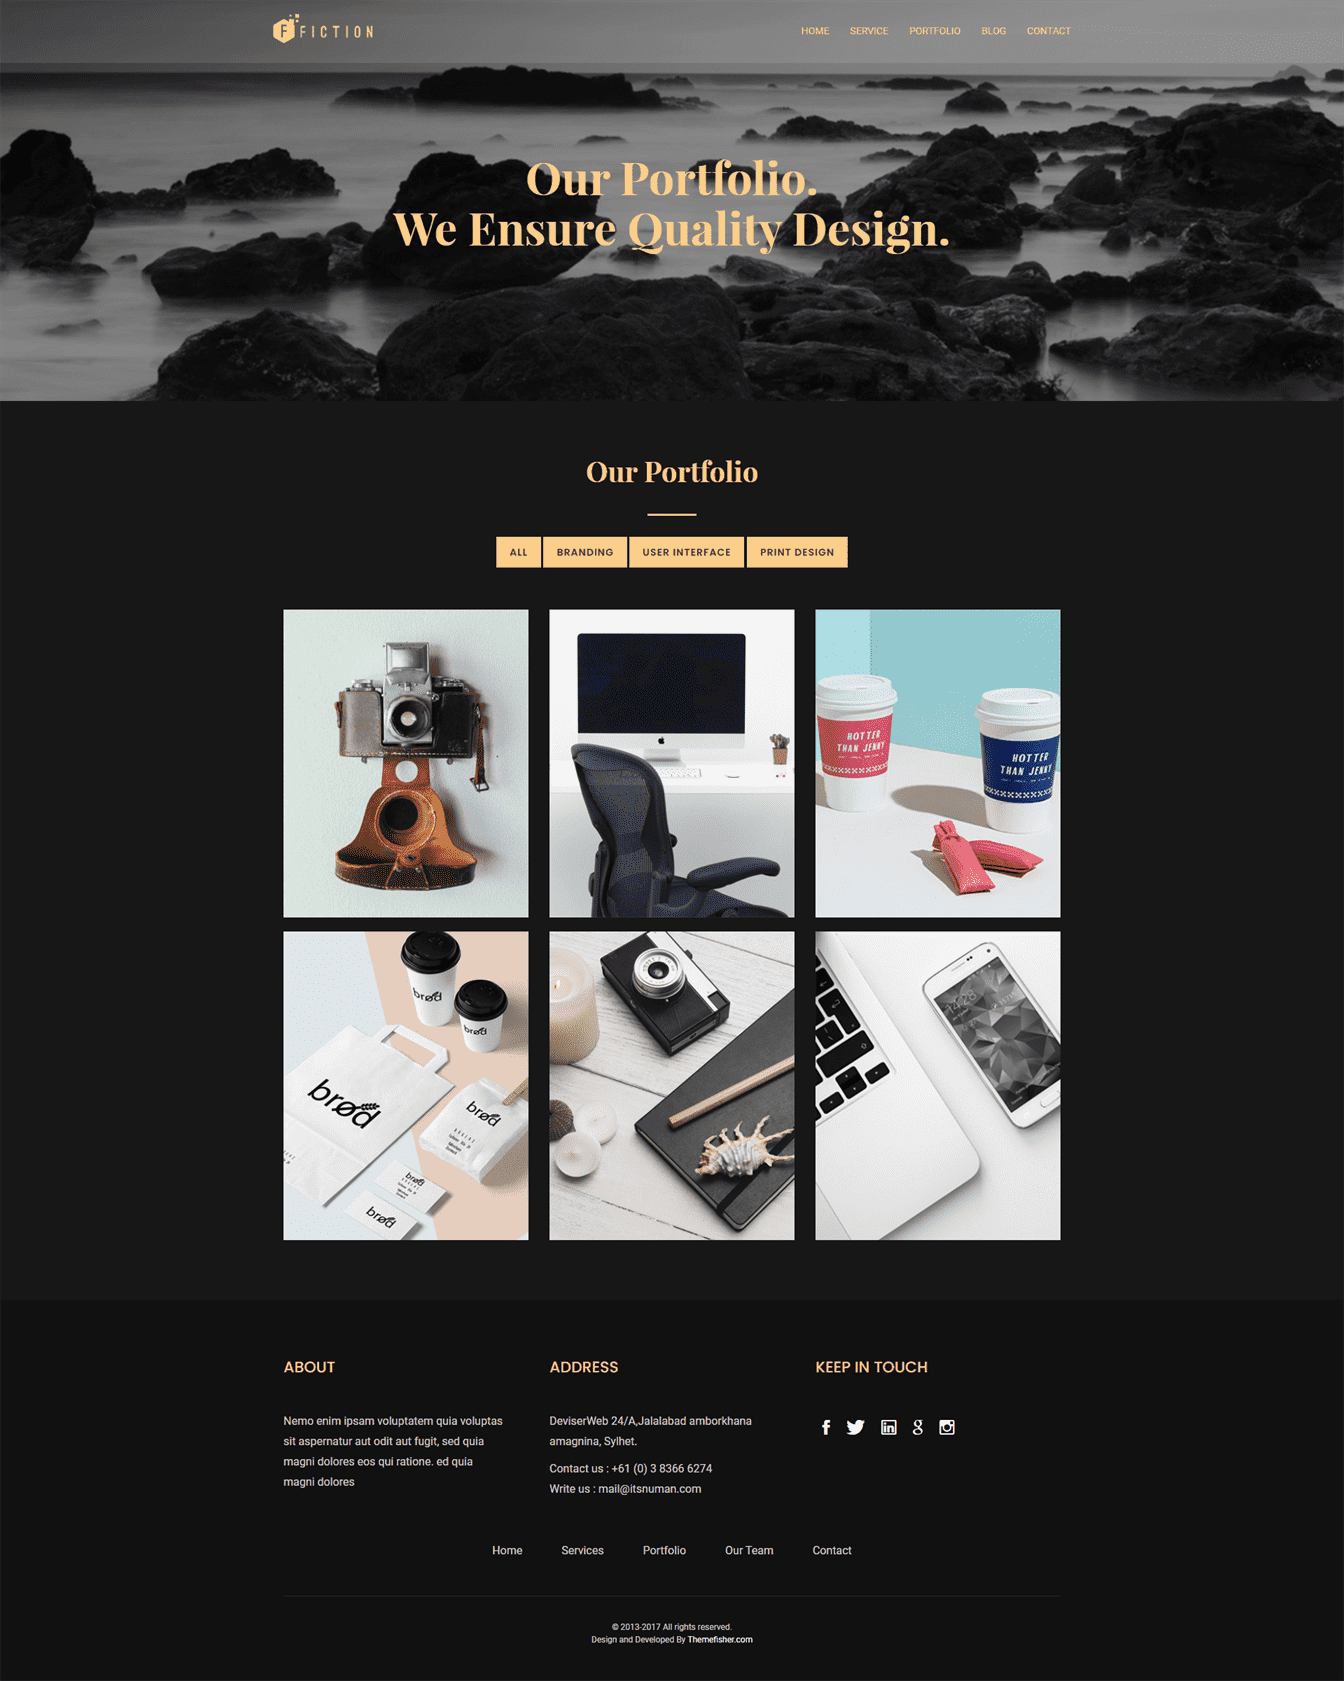 F FICTION
HOME SERVICE PORTFOLIO BLOG CONTACT
Our Portfolio.
We Ensure Quality Design.
Our Portfolio
ALL BRANDING USER INTERFACE PRINT DESIGN
HOTTER
THAN JENNY
HOTTER
THAN JENNY
brød
brød
brød
brød
brød
brød
14:28
ABOUT
Nemo enim ipsam voluptatem quia voluptas
sit aspernatur aut odit aut fugit, sed quia
magni dolores eos qui ratione. ed quia
magni dolores
ADDRESS
DeviserWeb 24/A,Jalalabad amborkhana
amagnina, Sylhet.
Contact us : +61 (0) 3 8366 6274
Write us : mail@itsnuman.com
KEEP IN TOUCH
Home Services Portfolio Our Team Contact
© 2013-2017 All rights reserved.
Design and Developed By Themefisher.com